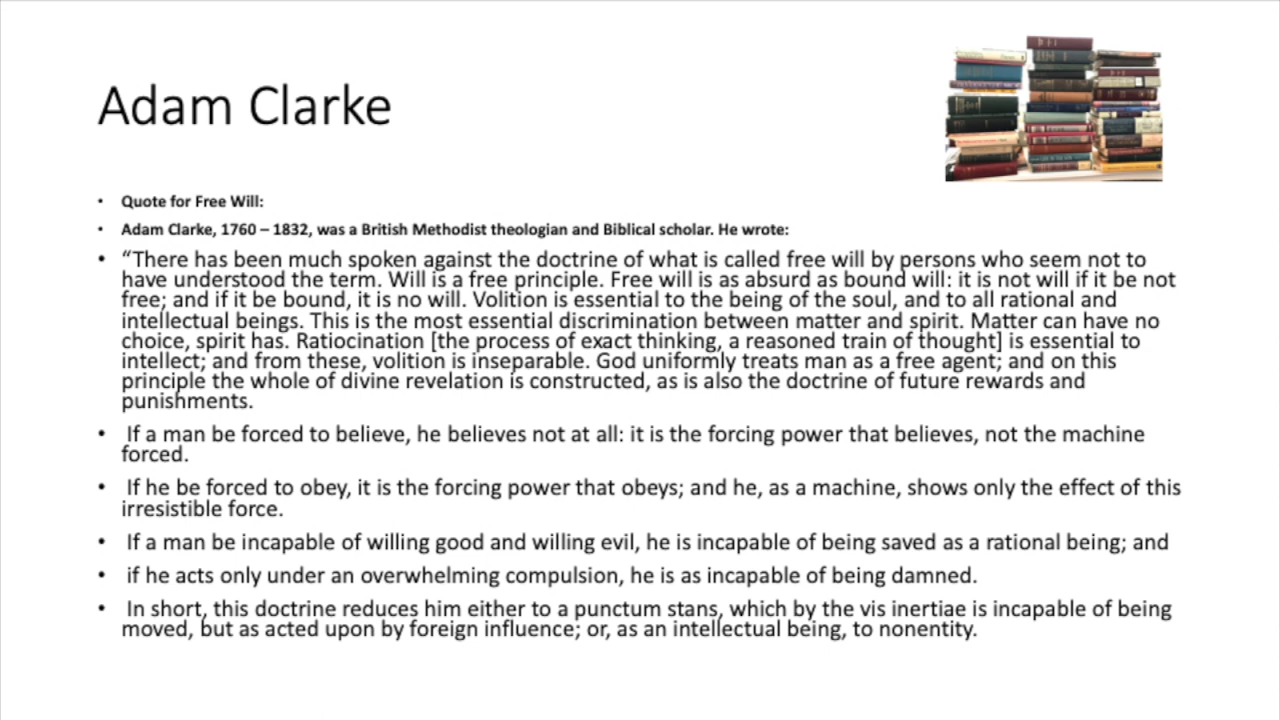 Adam Clarke
• Quote for Free Will:
• Adam Clarke, 1760 – 1832, was a British Methodist theologian and Biblical scholar. He wrote:
• “There has been much spoken against the doctrine of what is called free will by persons who seem not to
have understood the term. Will is a free principle. Free will is as absurd as bound will: it is not will if it be not
free; and if it be bound, it is no will. Volition is essential to the being of the soul, and to all rational and
intellectual beings. This is the most essential discrimination between matter and spirit. Matter can have no
choice, spirit has. Ratiocination [the process of exact thinking, a reasoned train of thought] is essential to
intellect; and from these, volition is inseparable. God uniformly treats man as a free agent; and on this
principle the whole of divine revelation is constructed, as is also the doctrine of future rewards and
punishments.
• If a man be forced to believe, he believes not at all: it is the forcing power that believes, not the machine
forced.
• If he be forced to obey, it is the forcing power that obeys; and he, as a machine, shows only the effect of this
irresistible force.
• If a man be incapable of willing good and willing evil, he is incapable of being saved as a rational being; and
• if he acts only under an overwhelming compulsion, he is as incapable of being damned.
• In short, this doctrine reduces him either to a punctum stans, which by the vis inertiae is incapable of being
moved, but as acted upon by foreign influence; or, as an intellectual being, to nonentity.